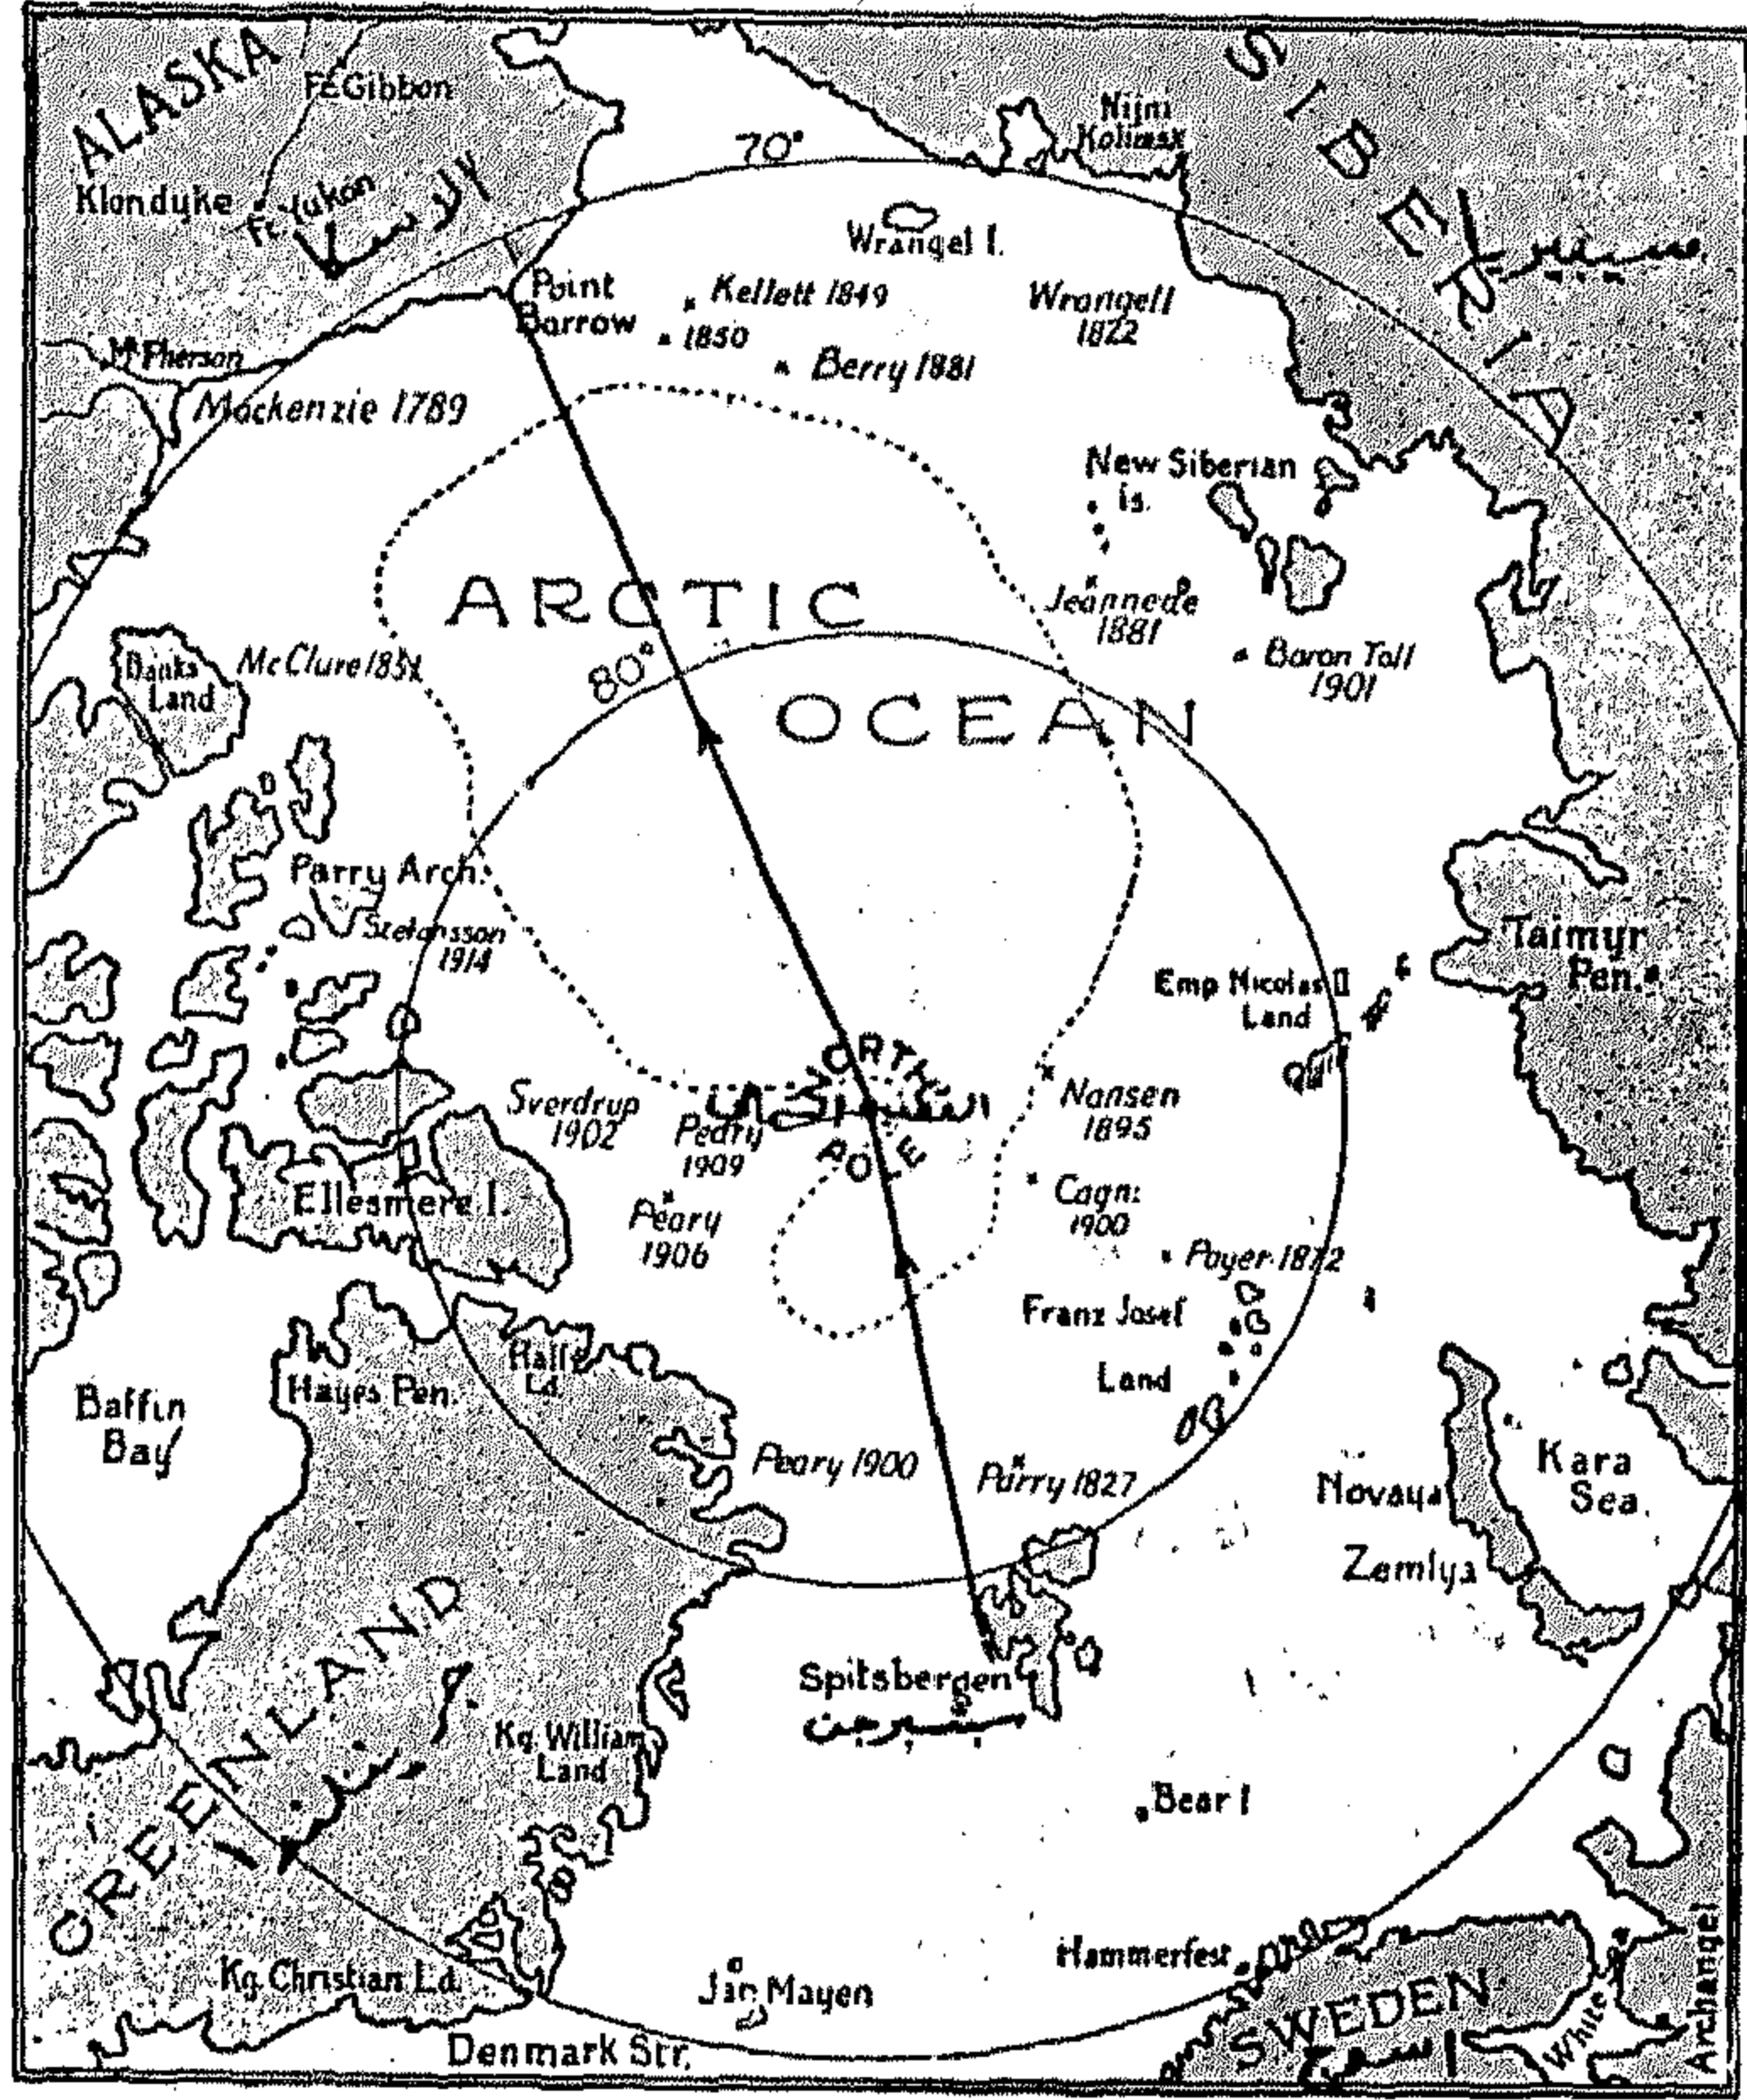 ALASKA
Ft Gibbon
SIBERIA
Nijni
Kolimsk
70°
Klondyke
Ft. Yukon
الاسكا
سيبيريا
Wrangel I.
Point
Barrow
Kellett 1849
1850
Wrangell
1822
Berry 1881
McPherson
Mackenzie 1789
New Siberian
is.
ARCTIC
Jeannede
1881
Banks
Land
McClure 1851
80°
Baron Toll
1901
OCEAN
Parry Arch.
Stefansson
1914
Taimyr
Pen.
Emp Nicolas II
Land
NORTH
POLE
Sverdrup
1902
Peary
1909
Nansen
1895
Ellesmere I.
Peary
1906
Cagni
1900
Payer 1872
Franz Josef
Land
Hall
Ld.
Hayes Pen.
Baffin
Bay
Peary 1900
Parry 1827
Novaya
Zemlya
Kara
Sea.
GREENLAND
Spitsbergen
سبتسبرجن
Kg. William
Land
Bear I
Kg. Christian Ld.
Jan Mayen
Hammerfest
SWEDEN
اسوج
White
Archangel
Denmark Str.